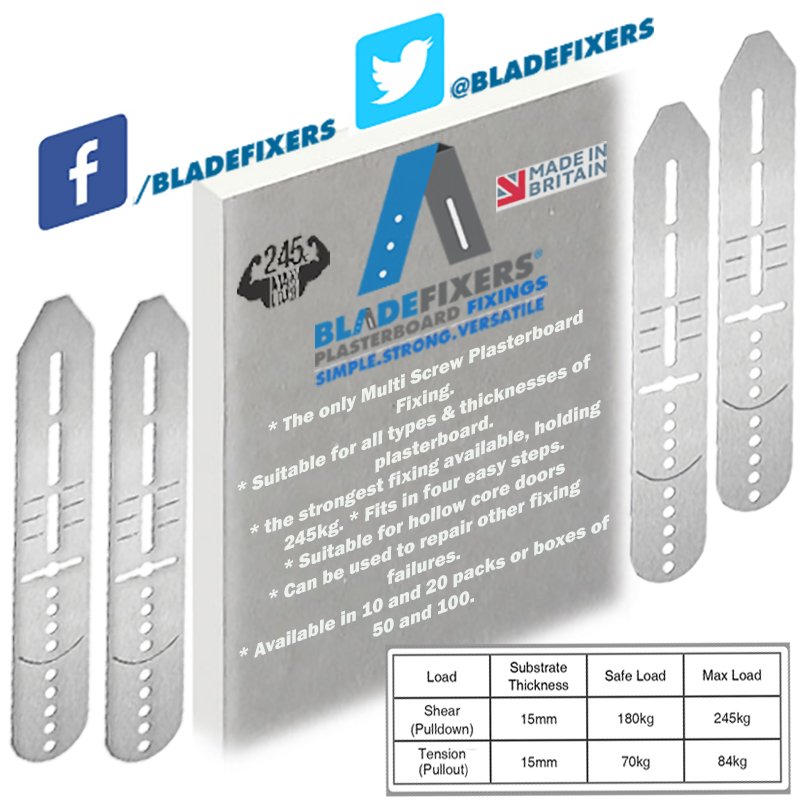 @BLADEFIXERS
f /BLADEFIXERS
MADE IN
BRITAIN
245
BLADEFIXERS®
PLASTERBOARD FIXINGS
SIMPLE.STRONG.VERSATILE
* The only Multi Screw Plasterboard
Fixing.
* Suitable for all types & thicknesses of
plasterboard.
* the strongest fixing available, holding
245kg. * Fits in four easy steps.
* Suitable for hollow core doors
* Can be used to repair other fixing
failures.
* Available in 10 and 20 packs or boxes of
50 and 100.
Load Substrate Thickness Safe Load Max Load
Shear (Pulldown) 15mm 180kg 245kg
Tension (Pullout) 15mm 70kg 84kg